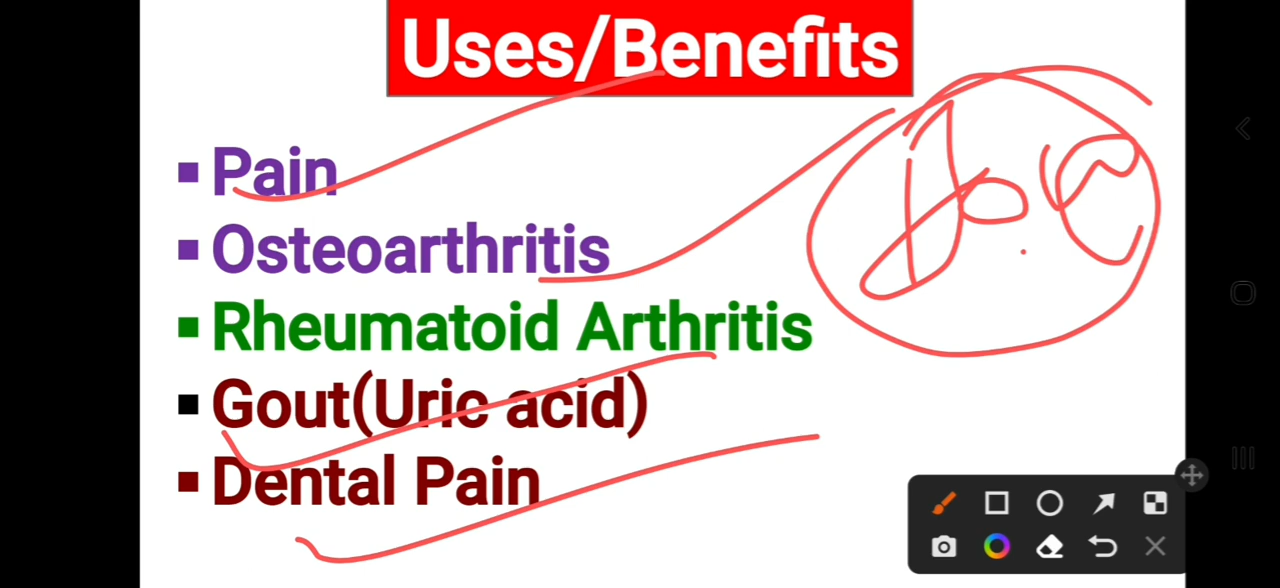 Uses/Benefits
Pain
Osteoarthritis
Rheumatoid Arthritis
Gout(Uric acid)
Dental Pain